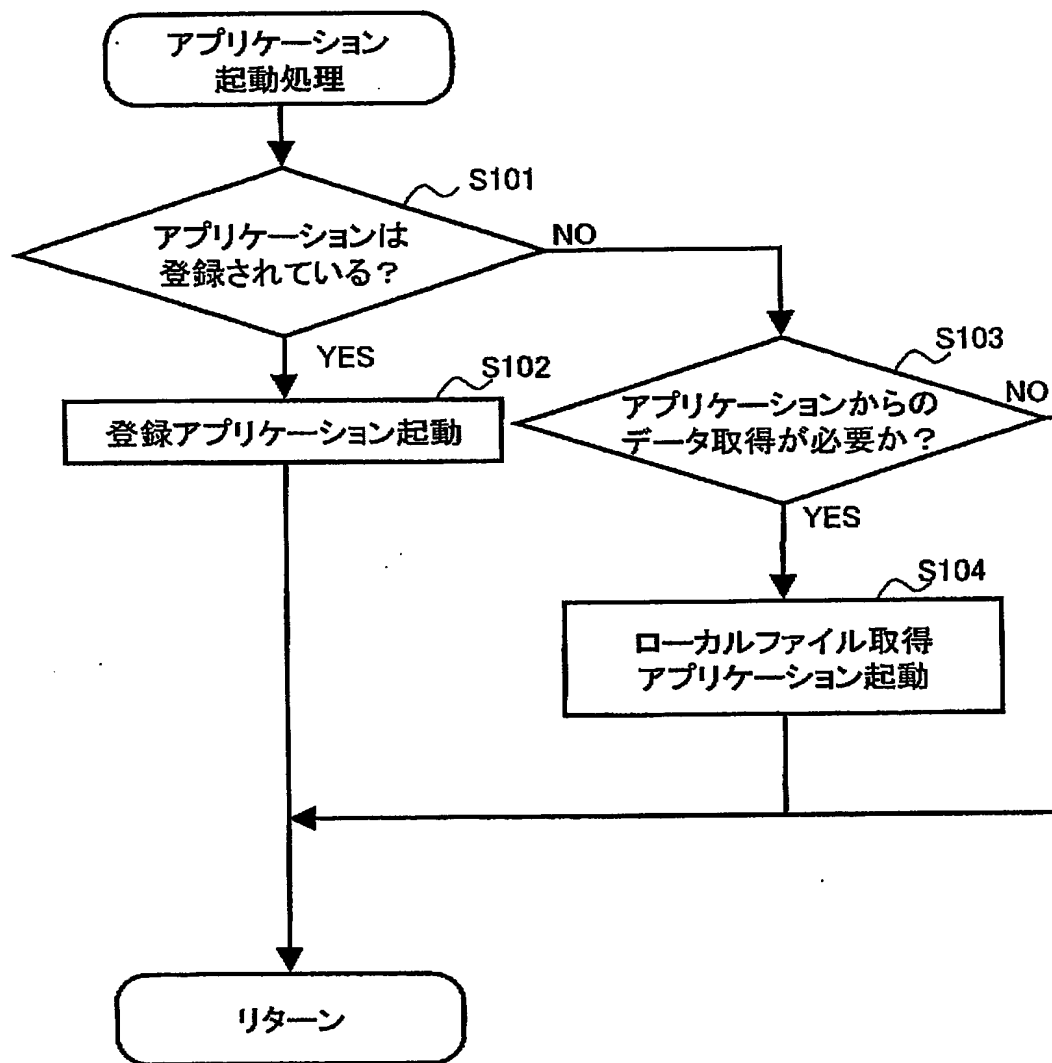 アプリケーション
起動処理
S101
アプリケーションは
登録されている?
NO
YES
S102
登録アプリケーション起動
S103
アプリケーションからの
データ取得が必要か?
NO
YES
S104
ローカルファイル取得
アプリケーション起動
リターン